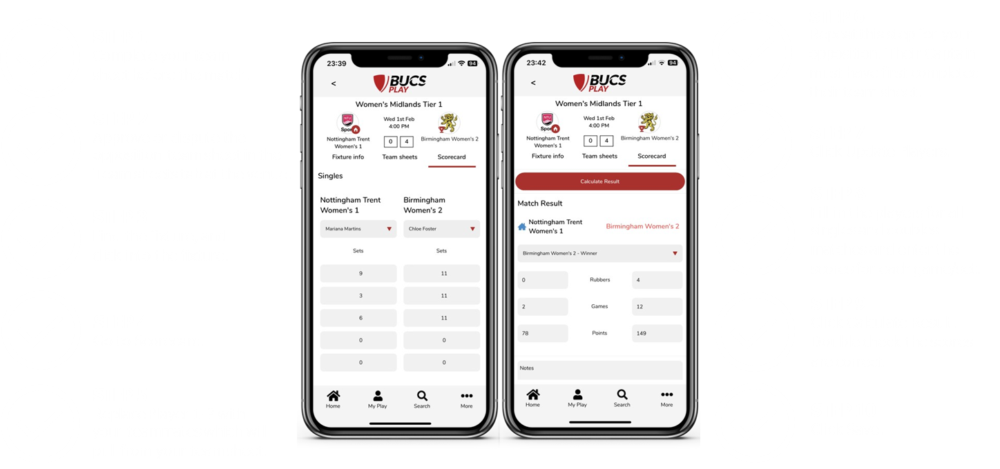 23:39
94
<
BUCS
PLAY
Women's Midlands Tier 1
NTU
Spor
Wed 1st Feb
4:00 PM
Nottingham Trent
Women's 1
0 4
Birmingham Women's 2
Fixture info Team sheets Scorecard
Singles
Nottingham Trent
Women's 1
Birmingham
Women's 2
Mariana Martins Chloe Foster
Sets Sets
9 11
3 11
6 11
0 0
0 0
Home My Play Search More
23:42
94
<
BUCS
PLAY
Women's Midlands Tier 1
NTU
Spor
Wed 1st Feb
4:00 PM
Nottingham Trent
Women's 1
0 4
Birmingham Women's 2
Fixture info Team sheets Scorecard
Calculate Result
Match Result
Nottingham Trent
Women's 1
Birmingham Women's 2
Birmingham Women's 2 - Winner
0 Rubbers 4
2 Games 12
78 Points 149
Notes
Home My Play Search More